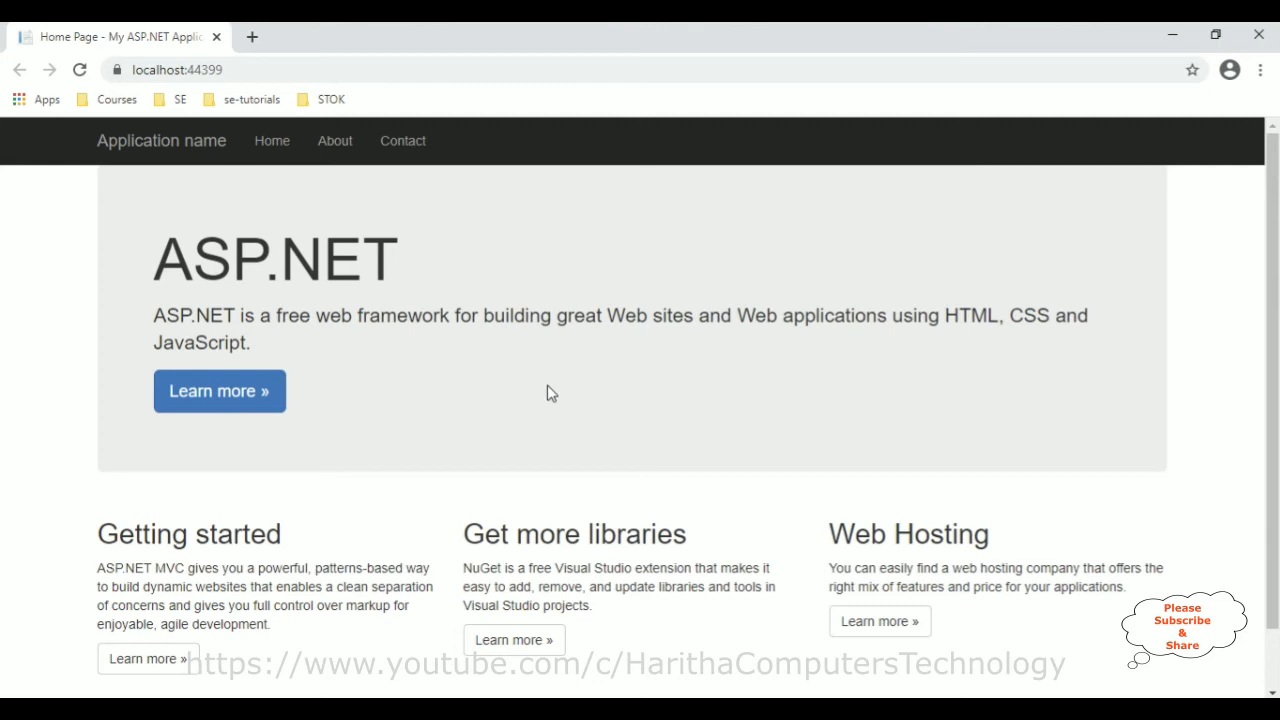 Home Page - My ASP.NET Applic
localhost:44399
Apps Courses SE se-tutorials STOK
Application name Home About Contact
ASP.NET
ASP.NET is a free web framework for building great Web sites and Web applications using HTML, CSS and
JavaScript.
Learn more »
Getting started
ASP.NET MVC gives you a powerful, patterns-based way
to build dynamic websites that enables a clean separation
of concerns and gives you full control over markup for
enjoyable, agile development.
Learn more »
Get more libraries
NuGet is a free Visual Studio extension that makes it
easy to add, remove, and update libraries and tools in
Visual Studio projects.
Learn more »
Web Hosting
You can easily find a web hosting company that offers the
right mix of features and price for your applications.
Learn more »
Please
Subscribe
&
Share
https://www.youtube.com/c/HarithaComputersTechnology